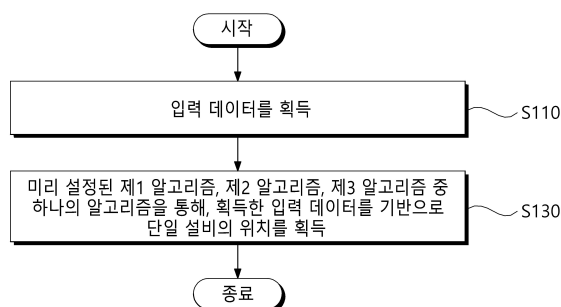 시작
입력 데이터를 획득
S110
미리 설정된 제1 알고리즘, 제2 알고리즘, 제3 알고리즘 중
하나의 알고리즘을 통해, 획득한 입력 데이터를 기반으로
단일 설비의 위치를 획득
S130
종료